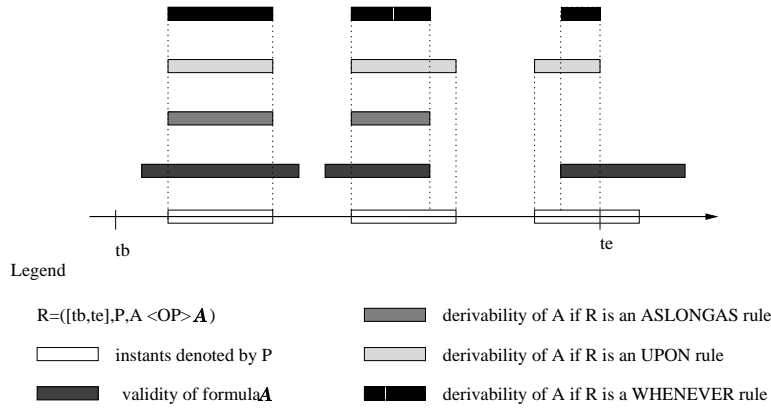 tb
te
Legend
R=([tb,te],P,A <OP> A )
derivability of A if R is an ASLONGAS rule
instants denoted by P
derivability of A if R is an UPON rule
validity of formula A
derivability of A if R is a WHENEVER rule